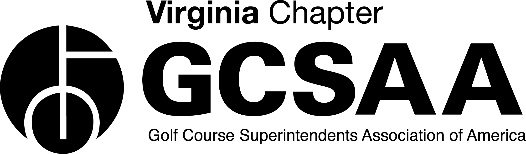 Virginia Chapter
GCSAA
Golf Course Superintendents Association of America